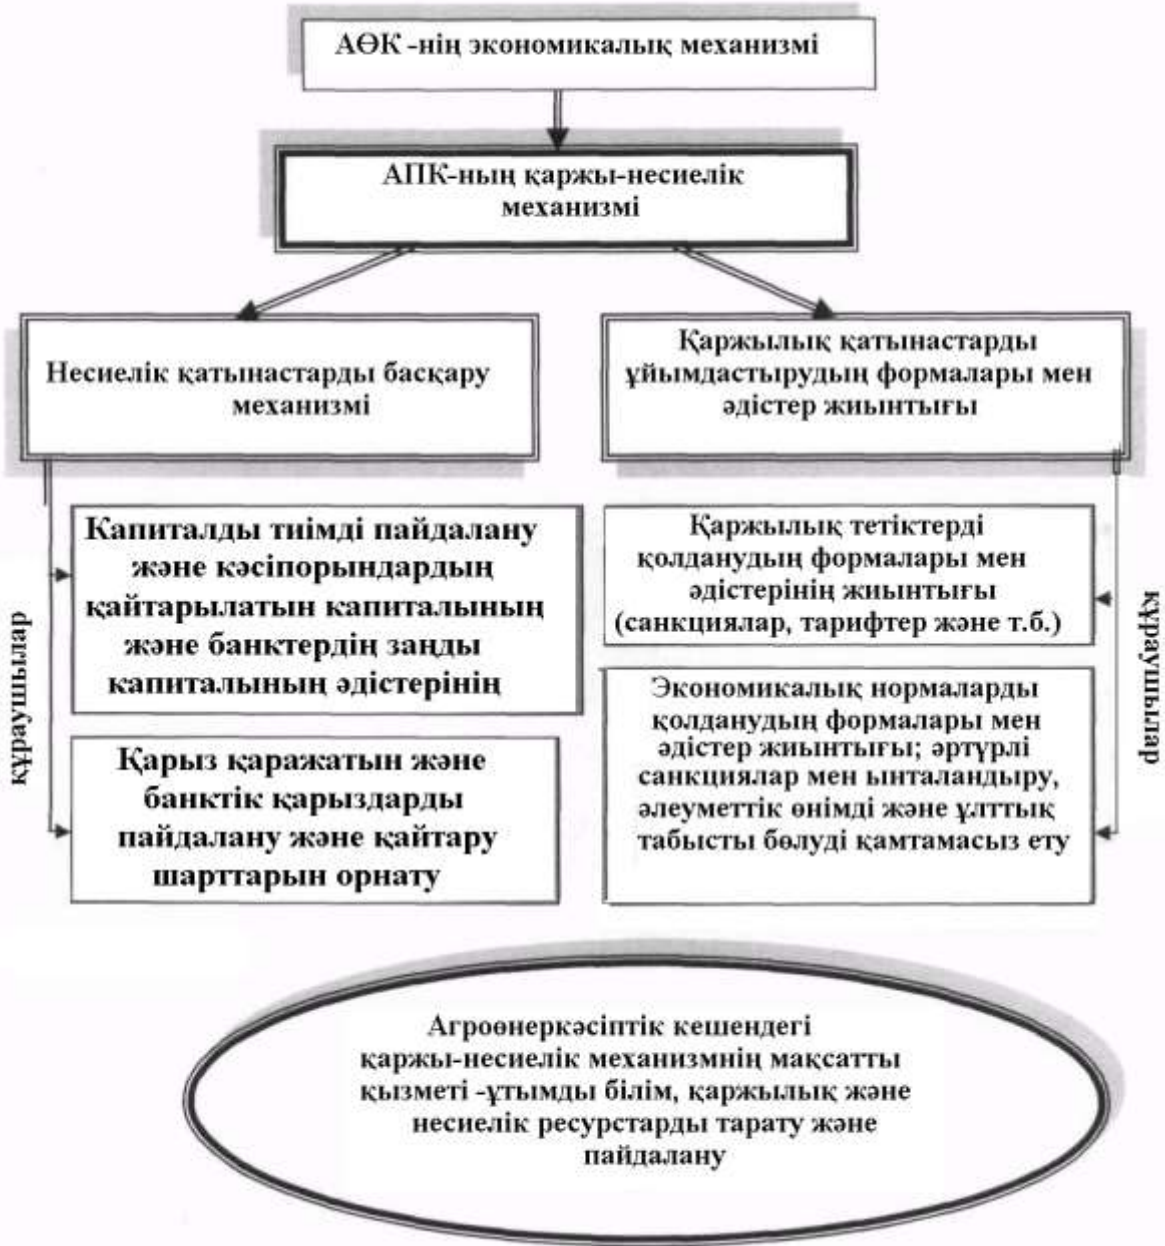 АӨК -нің экономикалық механизмі
АПК-ның қаржы-несиелік
механизмі
Несиелік қатынастарды басқару
механизмі
Қаржылық қатынастарды
ұйымдастырудың формалары мен
әдістер жиынтығы
құраушылар
Капиталды тиімді пайдалану
және кәсіпорындардың
қайтарылатын капиталының
және банктердің заңды
капиталының әдістерінің
Қарыз қаражатын және
банктік қарыздарды
пайдалану және қайтару
шарттарын орнату
Қаржылық тетіктерді
қолданудың формалары мен
әдістерінің жиынтығы
(санкциялар, тарифтер және т.б.)
Экономикалық нормаларды
қолданудың формалары мен
әдістер жиынтығы; әртүрлі
санкциялар мен ынталандыру,
әлеуметтік өнімді және ұлттық
табысты бөлуді қамтамасыз ету
құраушылар
Агроөнеркәсіптік кешендегі
қаржы-несиелік механизмнің мақсатты
қызметі -ұтымды білім, қаржылық және
несиелік ресурстарды тарату және
пайдалану